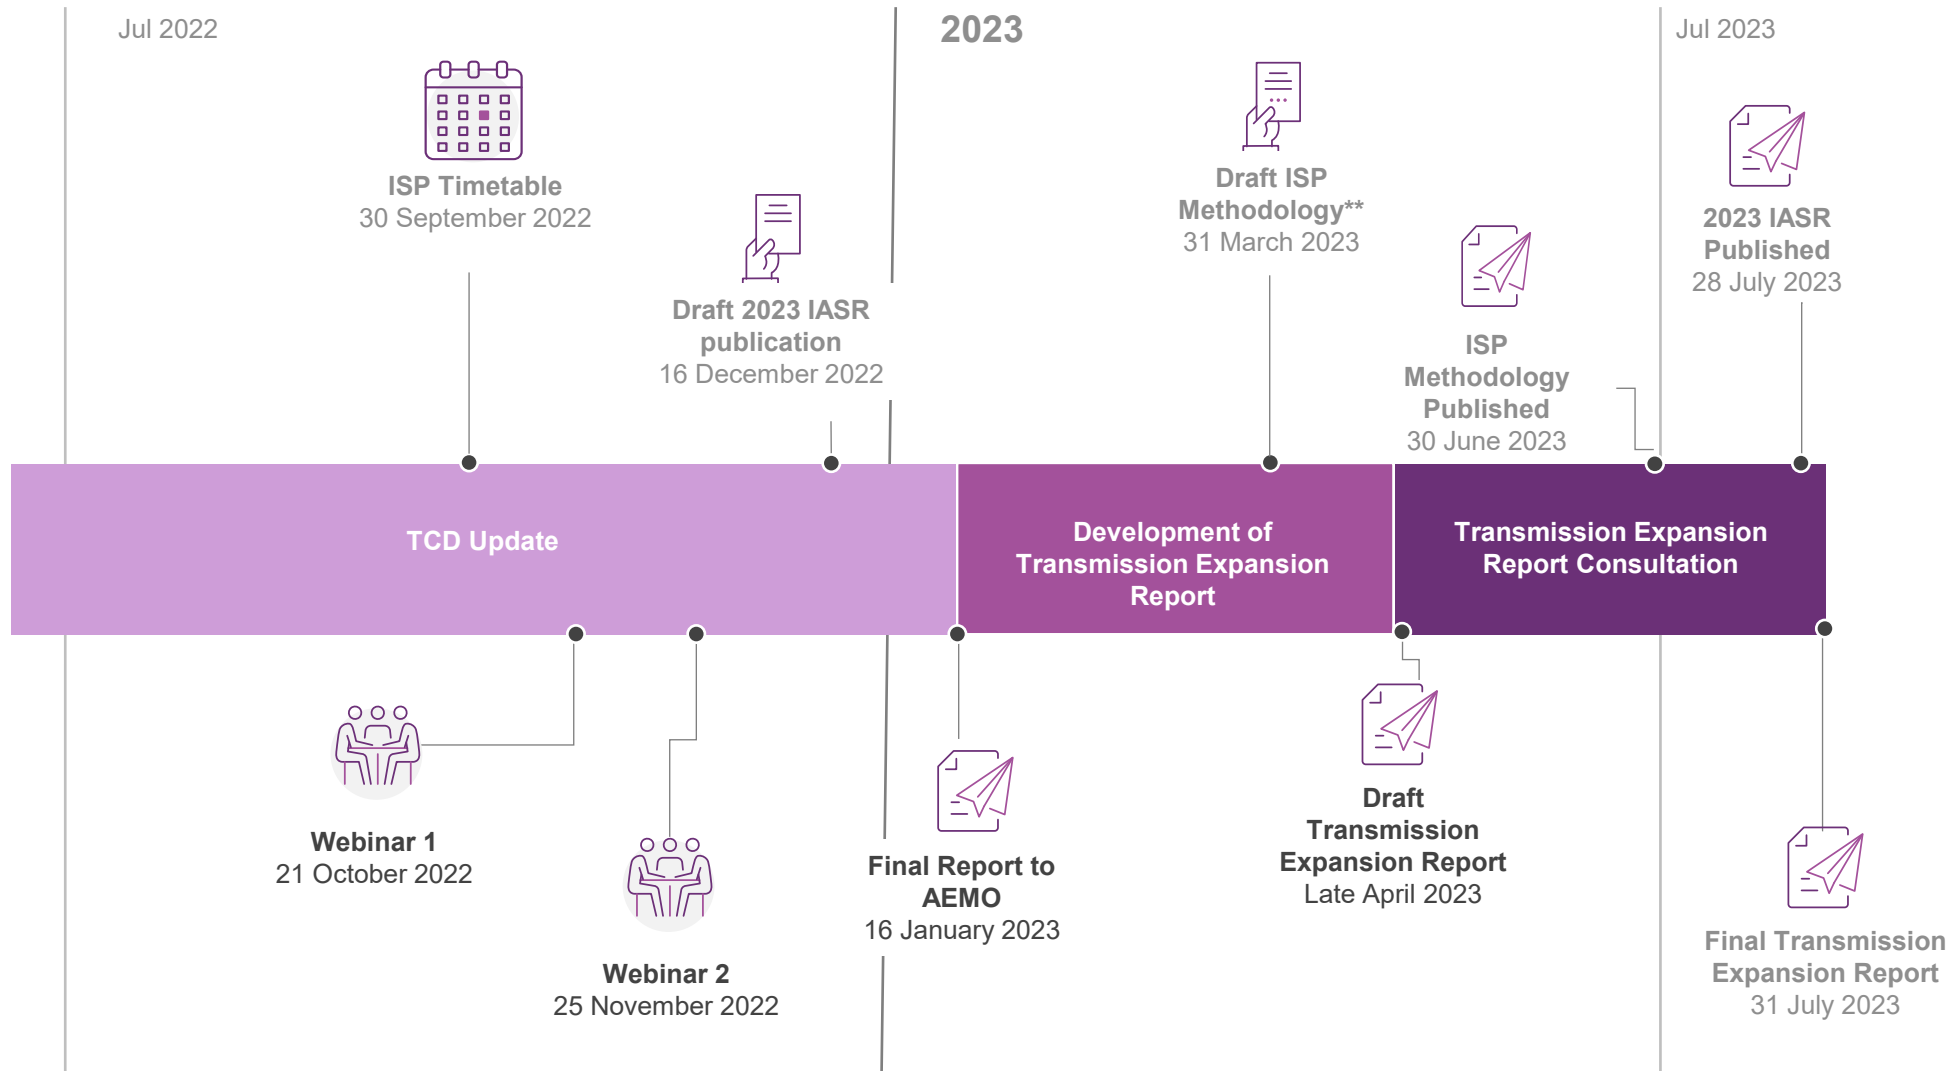 Jul 2022
2023
Jul 2023
ISP Timetable
30 September 2022
Draft 2023 IASR
publication
16 December 2022
Draft ISP
Methodology**
31 March 2023
ISP
Methodology
Published
30 June 2023
2023 IASR
Published
28 July 2023
TCD Update
Development of
Transmission Expansion
Report
Transmission Expansion
Report Consultation
Webinar 1
21 October 2022
Webinar 2
25 November 2022
Final Report to
AEMO
16 January 2023
Draft
Transmission
Expansion Report
Late April 2023
Final Transmission
Expansion Report
31 July 2023